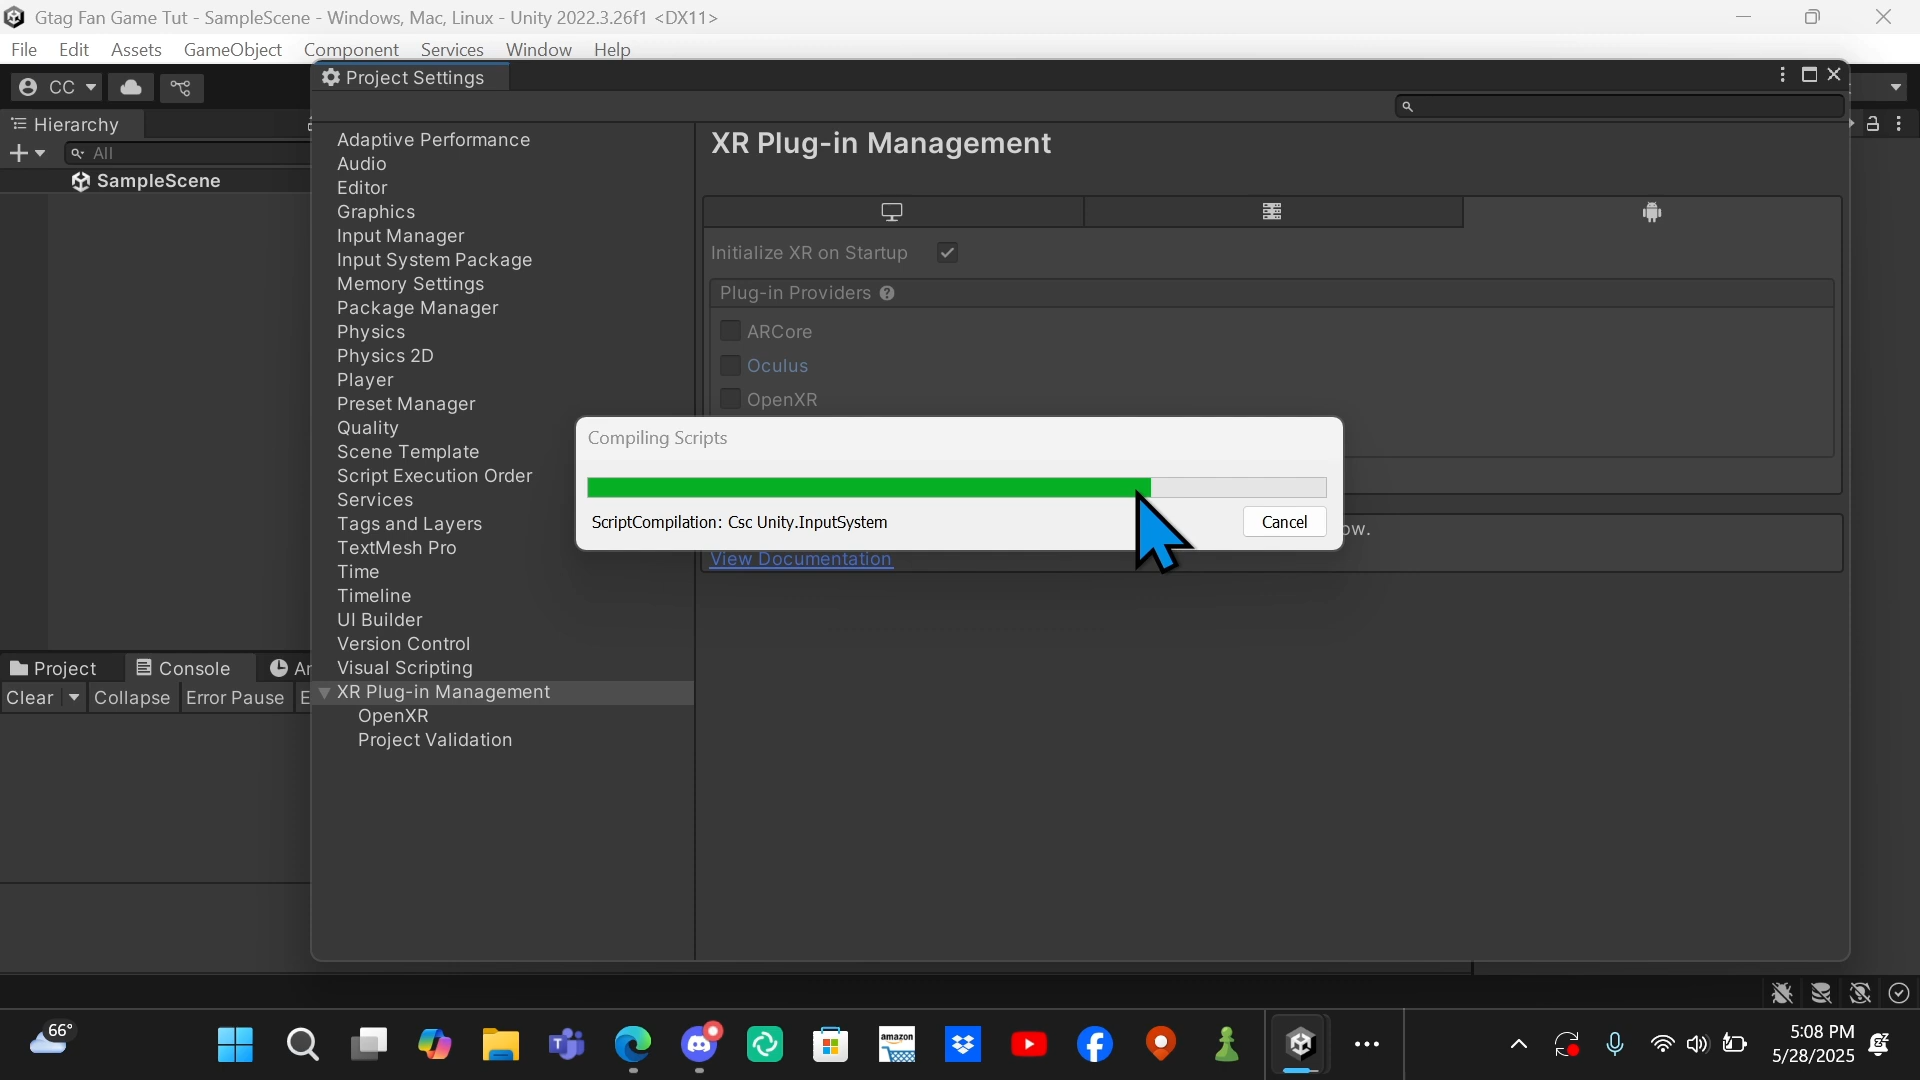 Gtag Fan Game Tut - SampleScene - Windows, Mac, Linux - Unity 2022.3.26f1 <DX11>
File Edit Assets GameObject Component Services Window Help
CC
Project Settings
Hierarchy
All
SampleScene
Adaptive Performance
Audio
Editor
Graphics
Input Manager
Input System Package
Memory Settings
Package Manager
Physics
Physics 2D
Player
Preset Manager
Quality
Scene Template
Script Execution Order
Services
Tags and Layers
TextMesh Pro
Time
Timeline
UI Builder
Version Control
Visual Scripting
XR Plug-in Management
OpenXR
Project Validation
XR Plug-in Management
Initialize XR on Startup
Plug-in Providers
ARCore
Oculus
OpenXR
Compiling Scripts
ScriptCompilation: Csc Unity.InputSystem
Cancel
ow.
View Documentation
Project Console
Clear Collapse Error Pause
66°
amazon
5:08 PM
5/28/2025